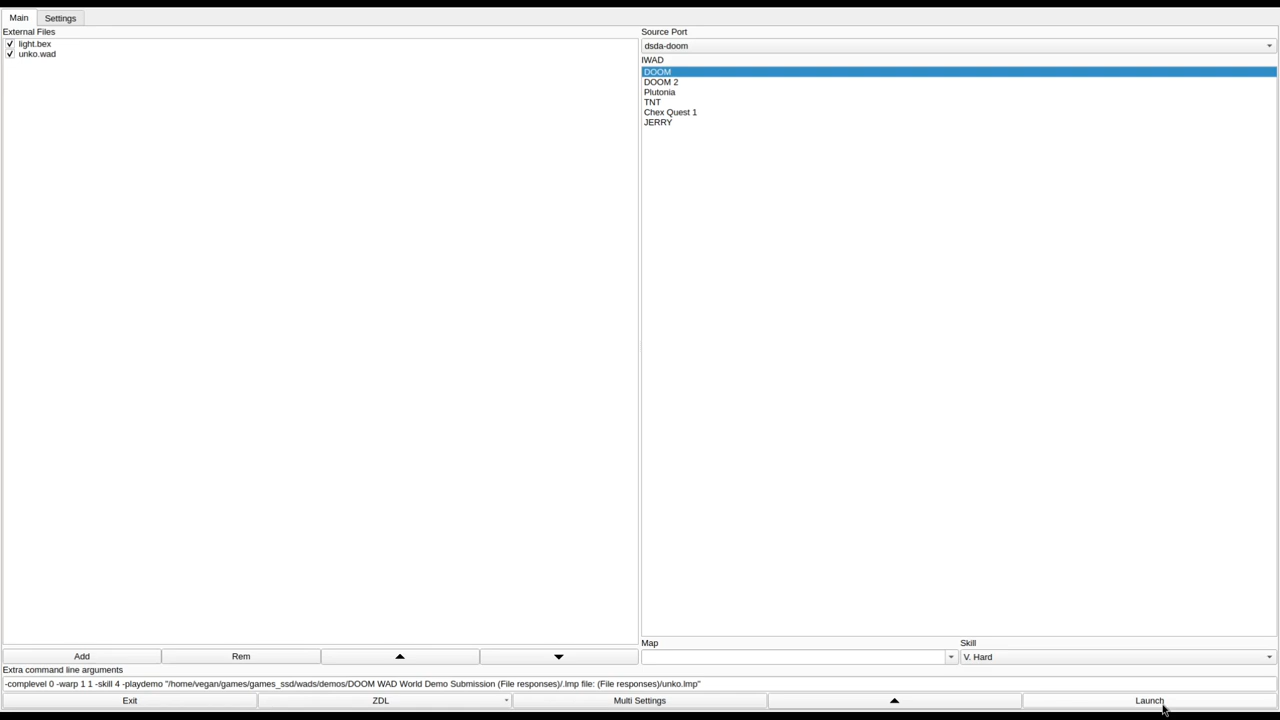 Main
Settings
External Files
light.bex
unko.wad
Source Port
dsda-doom
IWAD
DOOM
DOOM 2
Plutonia
TNT
Chex Quest 1
JERRY
Map
Skill
V. Hard
Add
Rem
Extra command line arguments
-complevel 0 -warp 1 1 -skill 4 -playdemo "/home/vegan/games/games_ssd/wads/demos/DOOM WAD World Demo Submission (File responses)/.lmp file: (File responses)/unko.lmp"
Exit
ZDL
Multi Settings
Launch